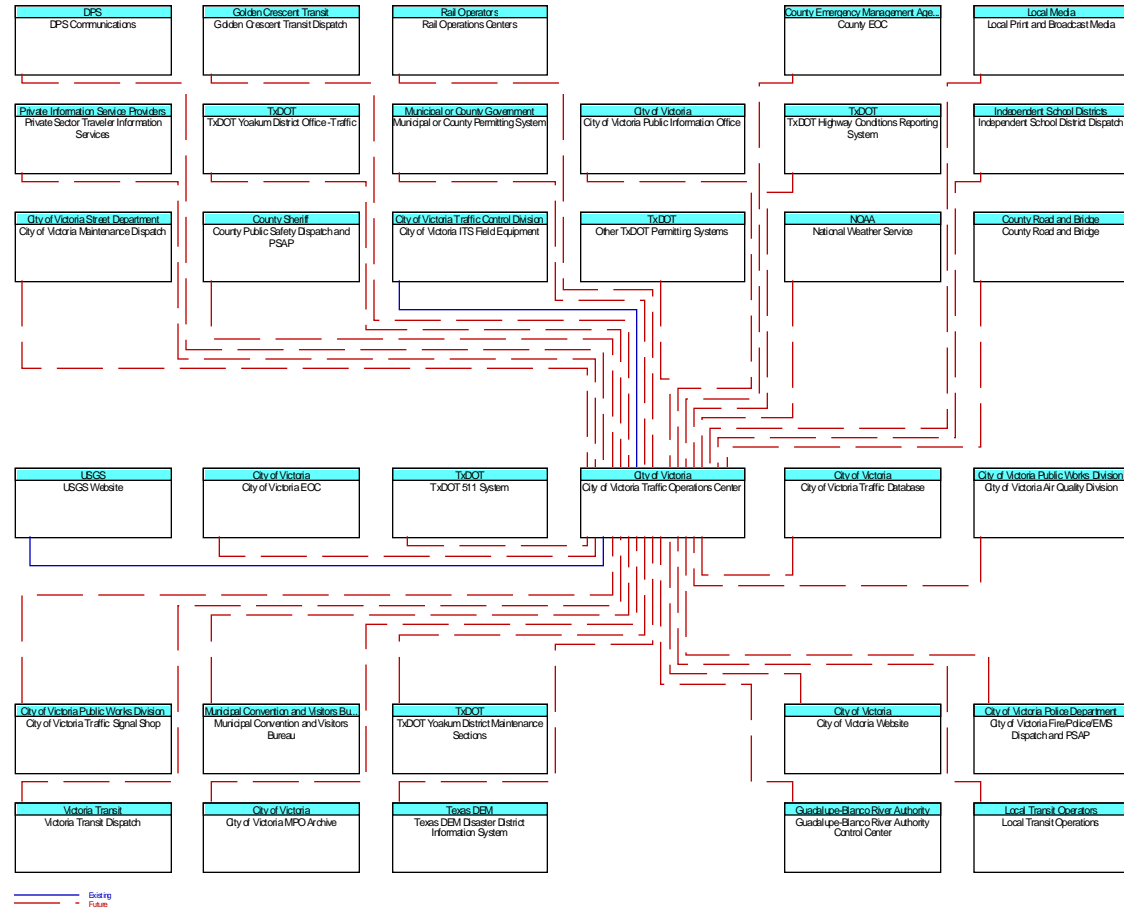 DPS
DPS Communications
Golden Crescent Transit
Golden Crescent Transit Dispatch
Rail Operators
Rail Operations Centers
County Emergency Management Age...
County EOC
Local Media
Local Print and Broadcast Media
Private Information Service Providers
Private Sector Traveler Information
Services
TxDOT
TxDOT Yoakum District Office -Traffic
Municipal or County Government
Municipal or County Permitting System
City of Victoria
City of Victoria Public Information Office
TxDOT
TxDOT Highway Conditions Reporting
System
Independent School Districts
Independent School District Dispatch
City of Victoria Street Department
City of Victoria Maintenance Dispatch
County Sheriff
County Public Safety Dispatch and
PSAP
City of Victoria Traffic Control Division
City of Victoria ITS Field Equipment
TxDOT
Other TxDOT Permitting Systems
NOAA
National Weather Service
County Road and Bridge
County Road and Bridge
USGS
USGS Website
City of Victoria
City of Victoria EOC
TxDOT
TxDOT 511 System
City of Victoria
City of Victoria Traffic Operations Center
City of Victoria
City of Victoria Traffic Database
City of Victoria Public Works Division
City of Victoria Air Quality Division
City of Victoria Public Works Division
City of Victoria Traffic Signal Shop
Municipal Convention and Visitors Bu...
Municipal Convention and Visitors
Bureau
TxDOT
TxDOT Yoakum District Maintenance
Sections
City of Victoria
City of Victoria Website
City of Victoria Police Department
City of Victoria Fire/Police/EMS
Dispatch and PSAP
Victoria Transit
Victoria Transit Dispatch
City of Victoria
City of Victoria MPO Archive
Texas DEM
Texas DEM Disaster District
Information System
Guadalupe-Blanco River Authority
Guadalupe-Blanco River Authority
Control Center
Local Transit Operators
Local Transit Operations
Existing
Future